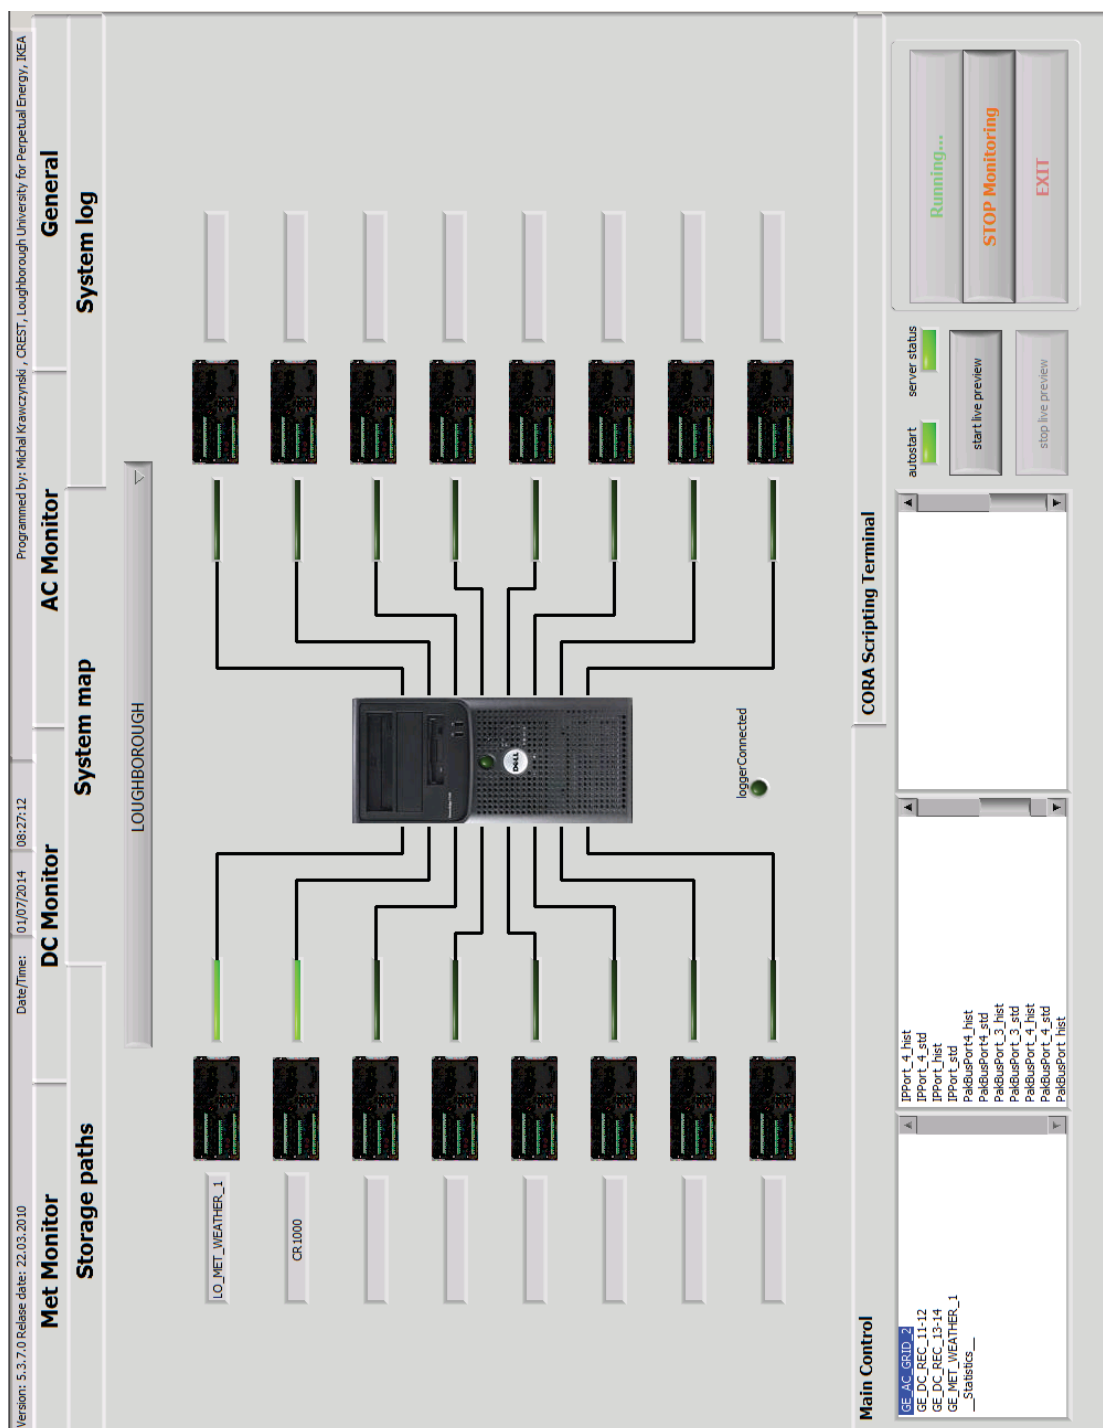 Version: 5.3.7.0 Relase date: 22.03.2010
Date/Time:
01/07/2014
08:27:12
Programmed by: Michal Krawczynski , CREST, Loughborough University for Perpetual Energy, IKEA
Met Monitor
DC Monitor
AC Monitor
General
Storage paths
System map
System log
LOUGHBOROUGH
LO_MET_WEATHER_1
CR1000
DELL
loggerConnected
Main Control
CORA Scripting Terminal
GE_AC_GRID_2
GE_DC_REC_11-12
GE_DC_REC_13-14
GE_MET_WEATHER_1
__Statistics__
IPPort_4_hist
IPPort_4_std
IPPort_hist
IPPort_std
PakBusPort4_hist
PakBusPort4_std
PakBusPort_3_hist
PakBusPort_3_std
PakBusPort_4_hist
PakBusPort_4_std
PakBusPort_hist
autostart
server status
start live preview
stop live preview
Running...
STOP Monitoring
EXIT